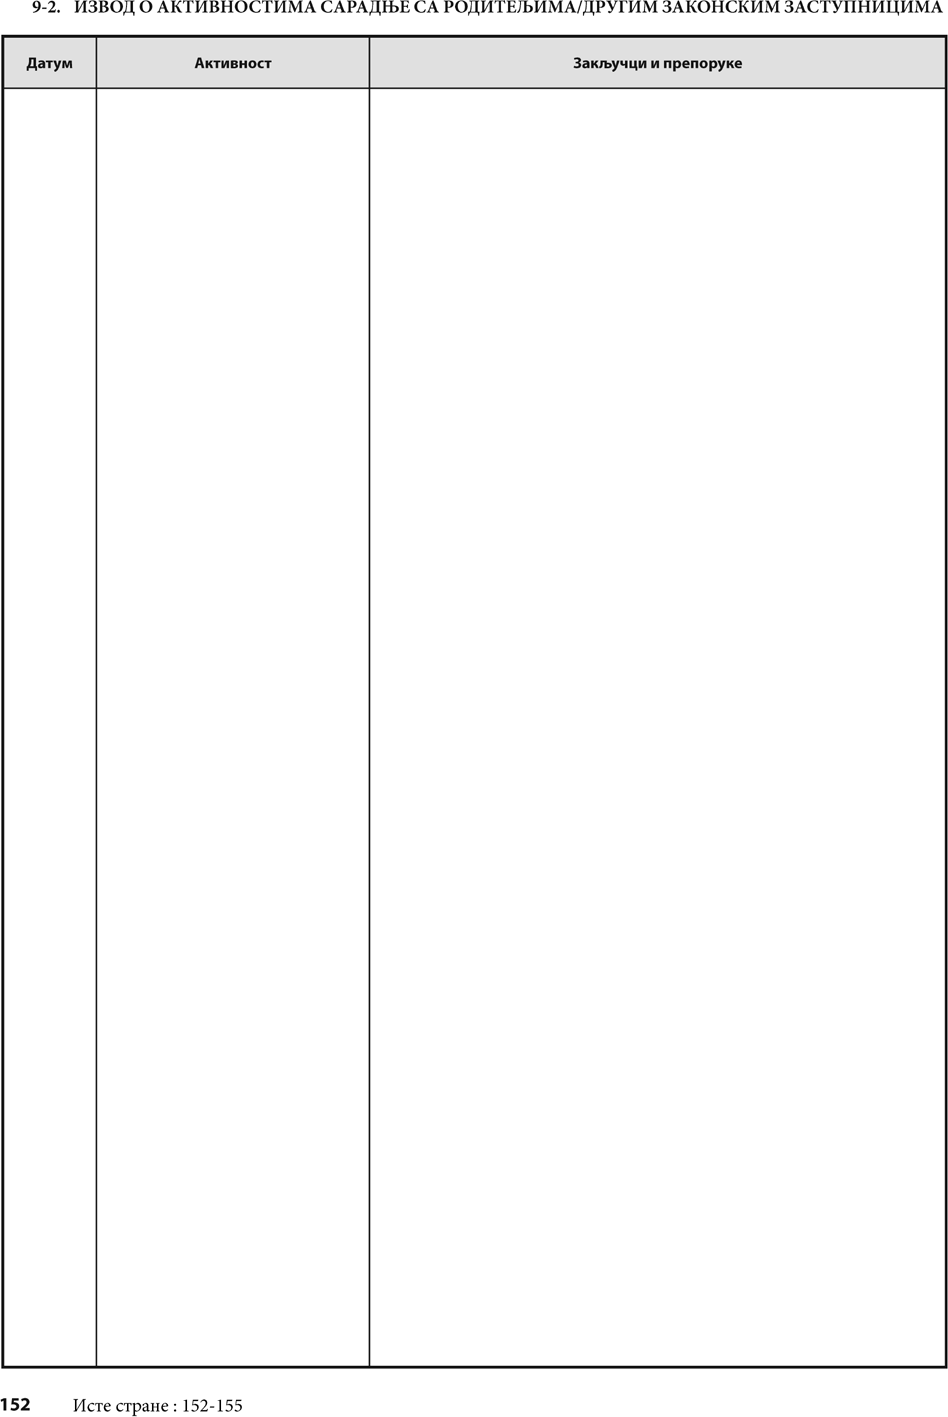 9-2. ИЗВОД О АКТИВНОСТИМА САРАДЊЕ СА РОДИТЕЉИМА/ДРУГИМ ЗАКОНСКИМ ЗАСТУПНИЦИМА
Датум Активност Закључци и препоруке
152 Исте стране : 152-155